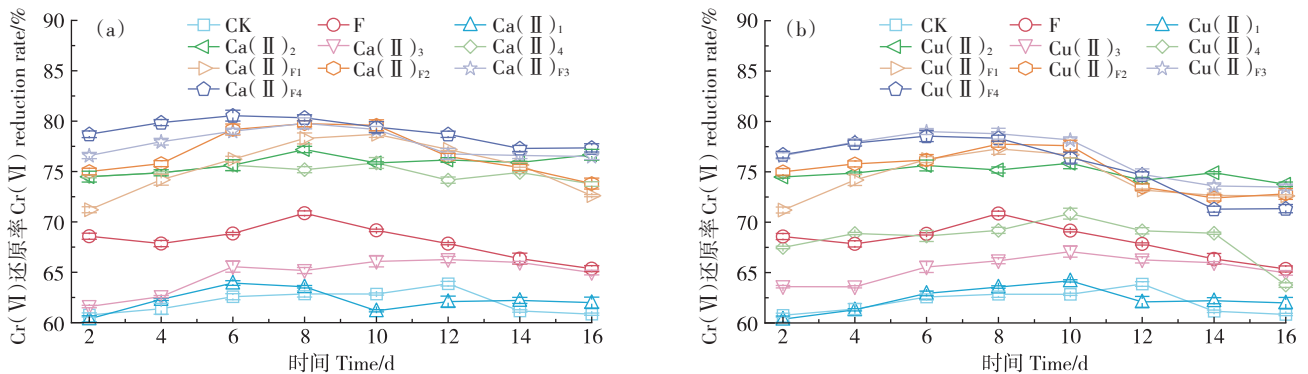 Cr(Ⅵ)还原率 Cr(Ⅵ) reduction rate/%
90
85
80
75
70
65
60
(a)
CK F Ca(Ⅱ)1
Ca(Ⅱ)2 Ca(Ⅱ)3 Ca(Ⅱ)4
Ca(Ⅱ)F1 Ca(Ⅱ)F2 Ca(Ⅱ)F3
Ca(Ⅱ)F4
2 4 6 8 10 12 14 16
时间 Time/d
Cr(Ⅵ)还原率 Cr(Ⅵ) reduction rate/%
90
85
80
75
70
65
60
(b)
CK F Cu(Ⅱ)1
Cu(Ⅱ)2 Cu(Ⅱ)3 Cu(Ⅱ)4
Cu(Ⅱ)F1 Cu(Ⅱ)F2 Cu(Ⅱ)F3
Cu(Ⅱ)F4
2 4 6 8 10 12 14 16
时间 Time/d